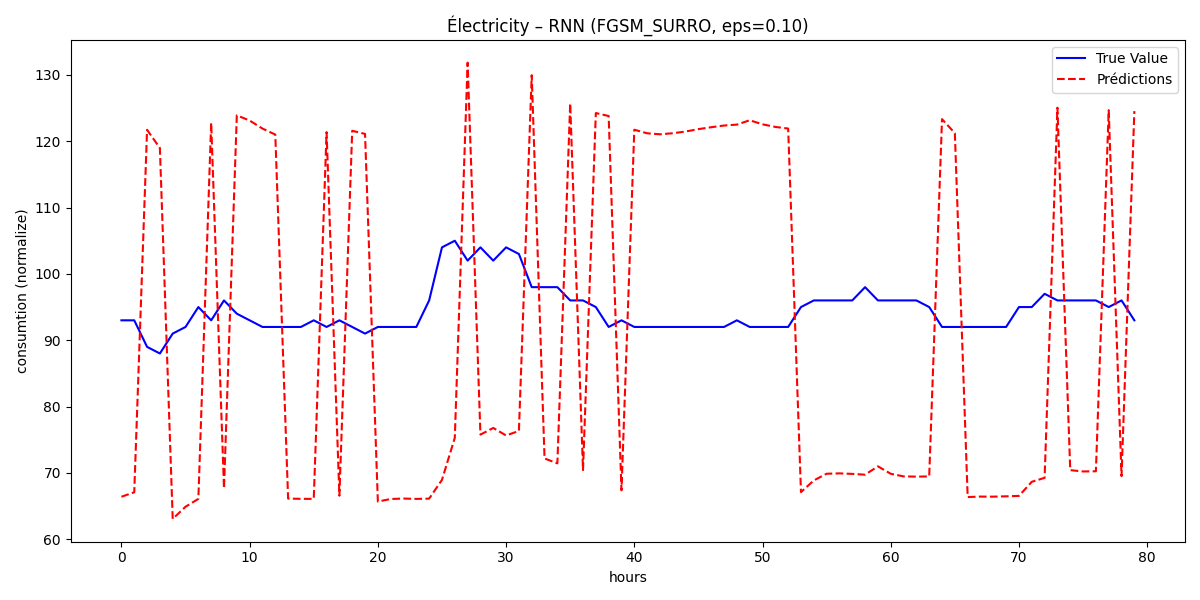 Électricity – RNN (FGSM_SURRO, eps=0.10)
True Value
Prédictions
consumtion (normalize)
130
120
110
100
90
80
70
60
0 10 20 30 40 50 60 70 80
hours